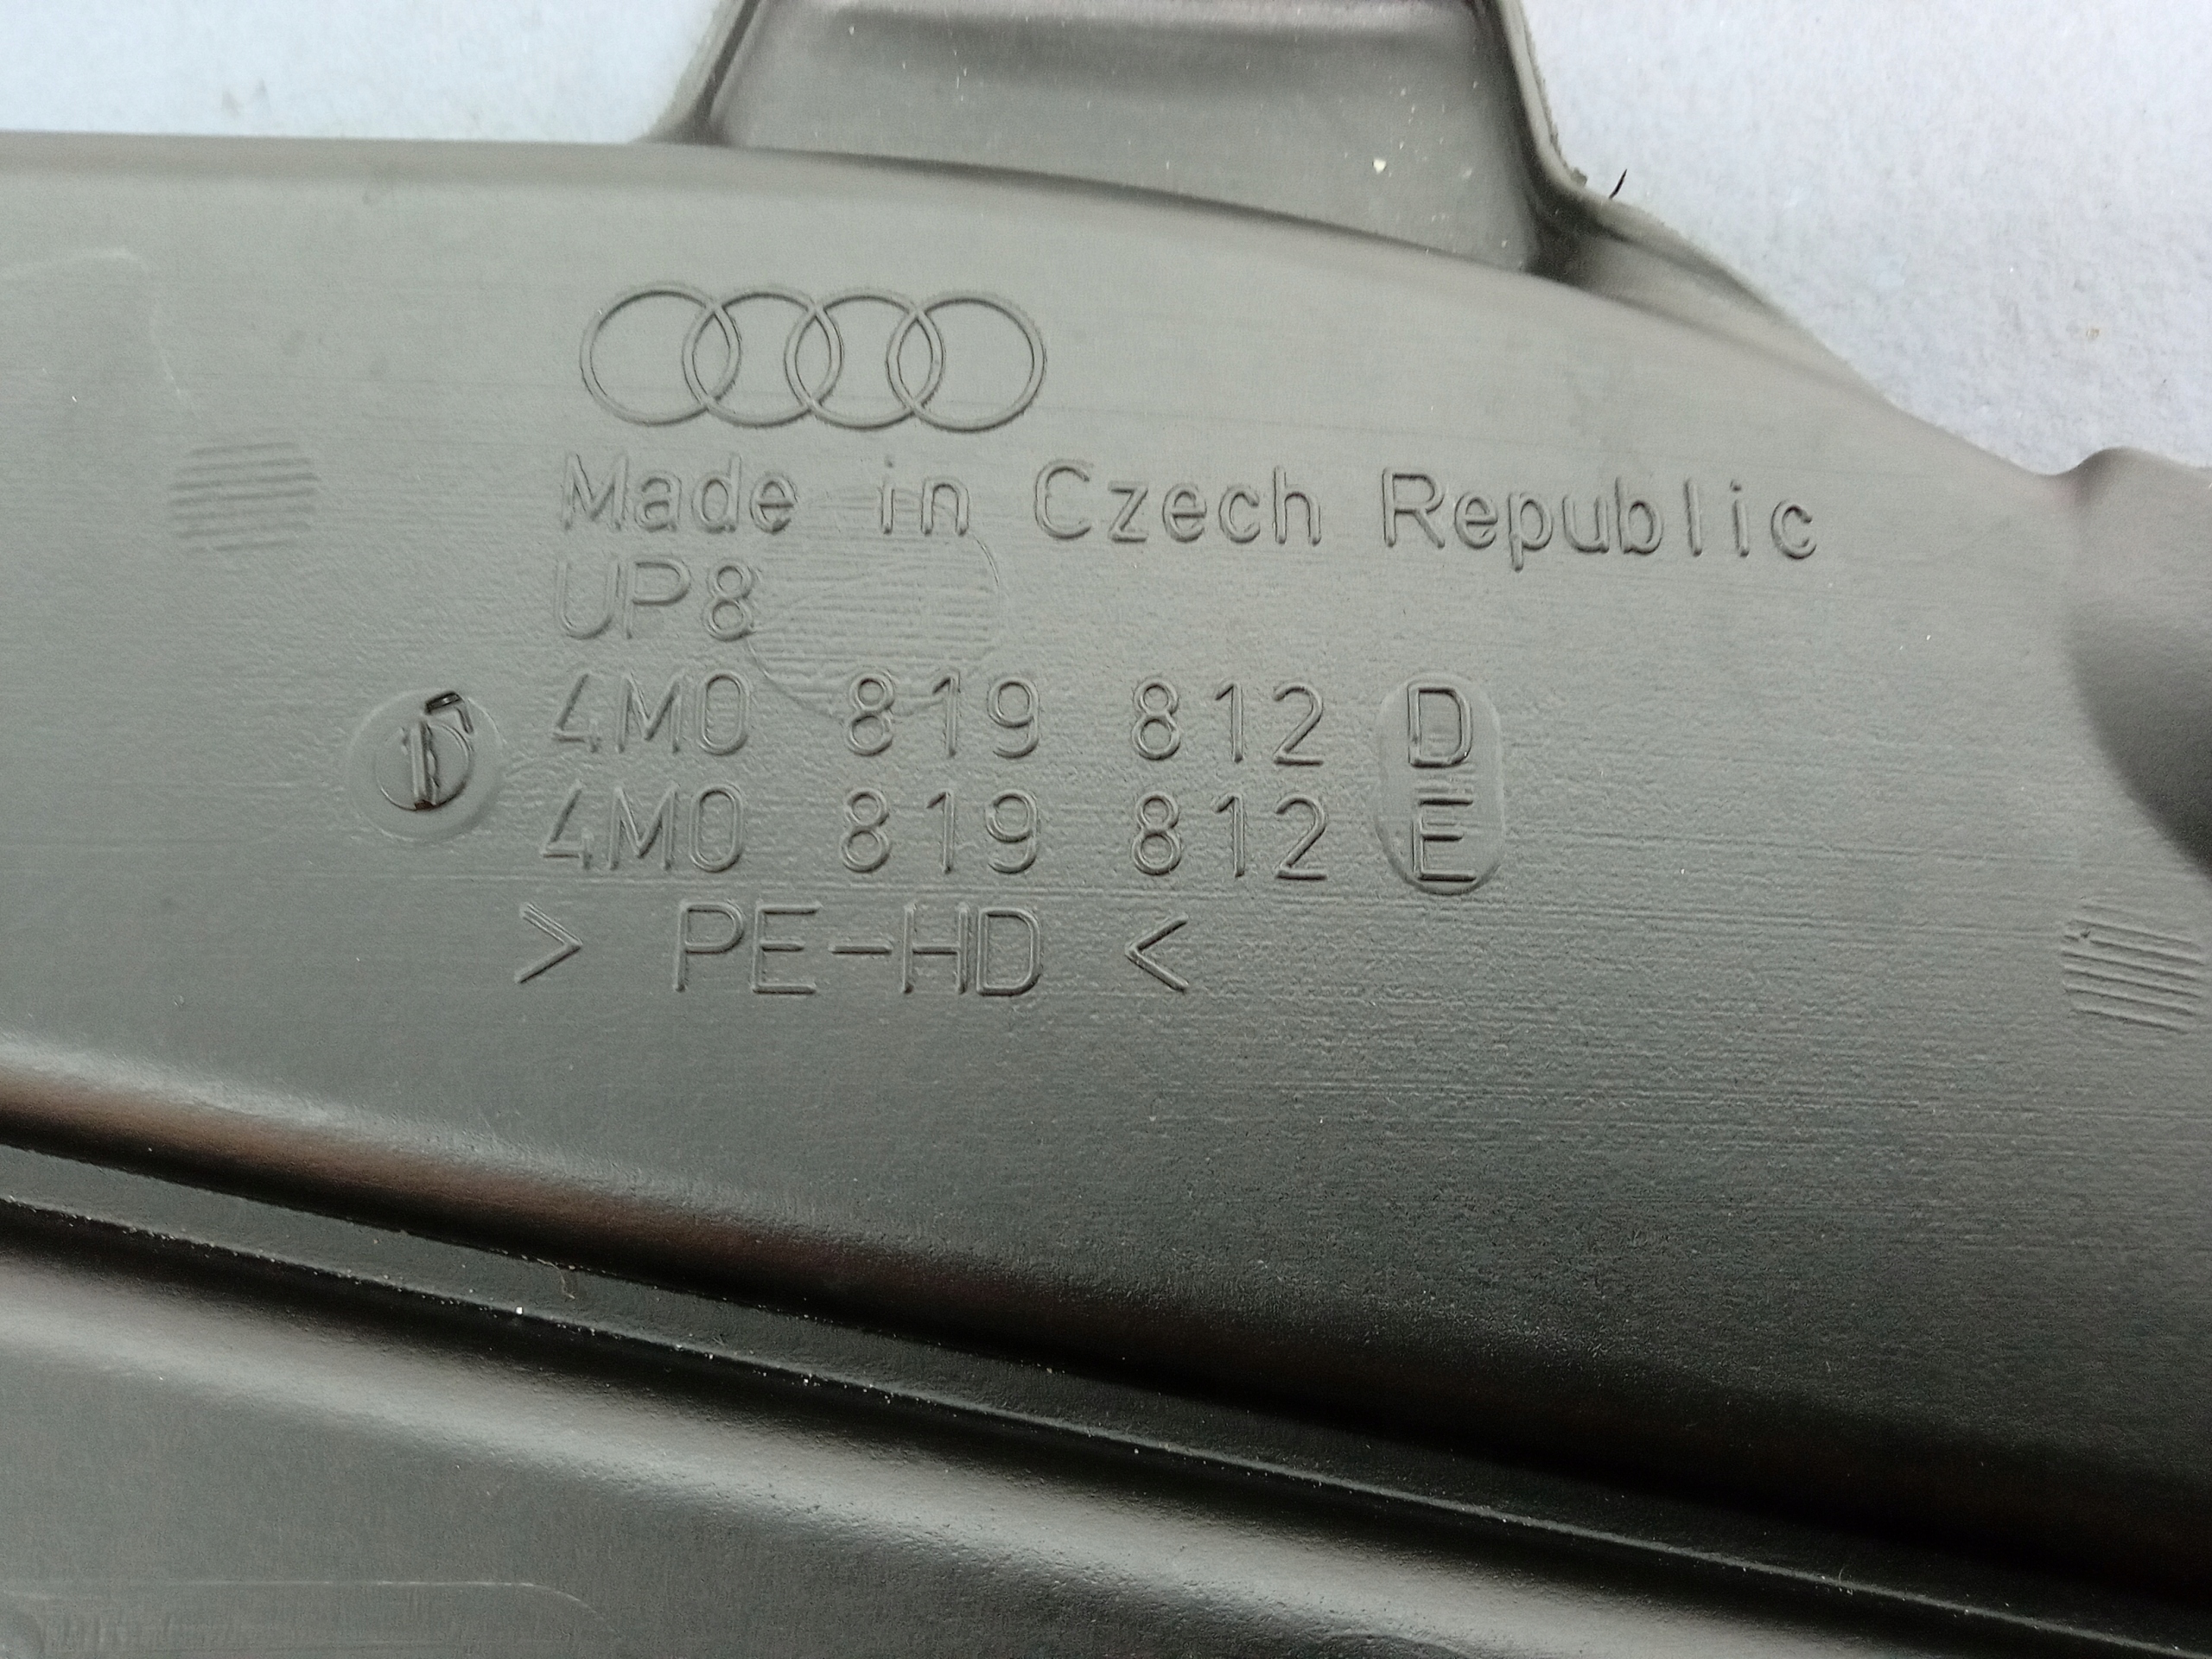 Made in Czech Republic
UP8
4M0 819 812 D
4M0 819 812 E
> PE-HD <